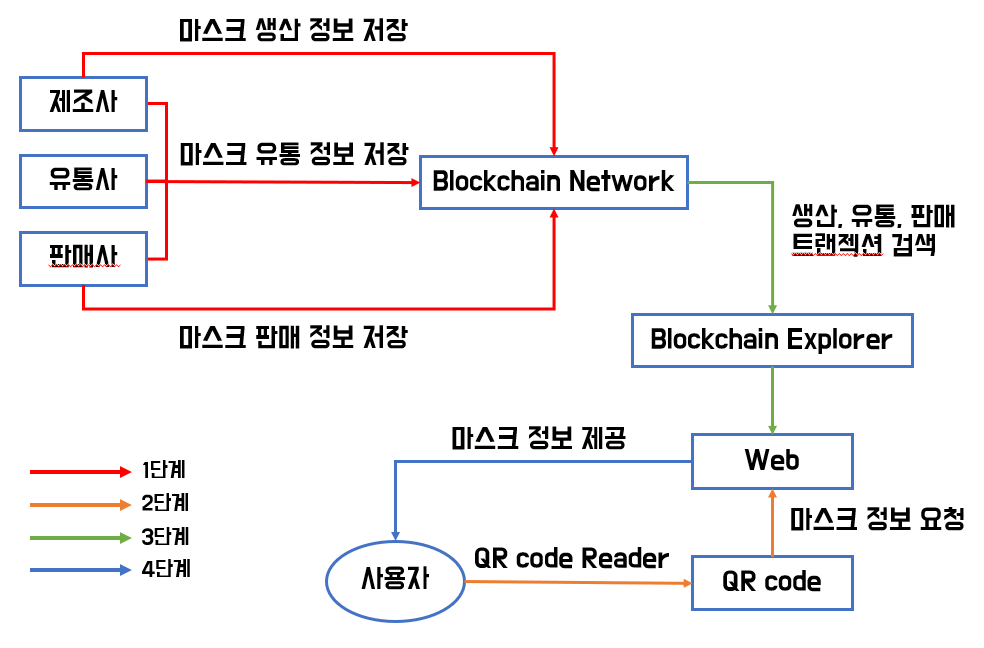 마스크 생산 정보 저장
제조사
마스크 유통 정보 저장
유통사
Blockchain Network
생산, 유통, 판매
트랜젝션 검색
판매사
마스크 판매 정보 저장
Blockchain Explorer
마스크 정보 제공
Web
1단계
2단계
3단계
4단계
마스크 정보 요청
QR code Reader
사용자
QR code